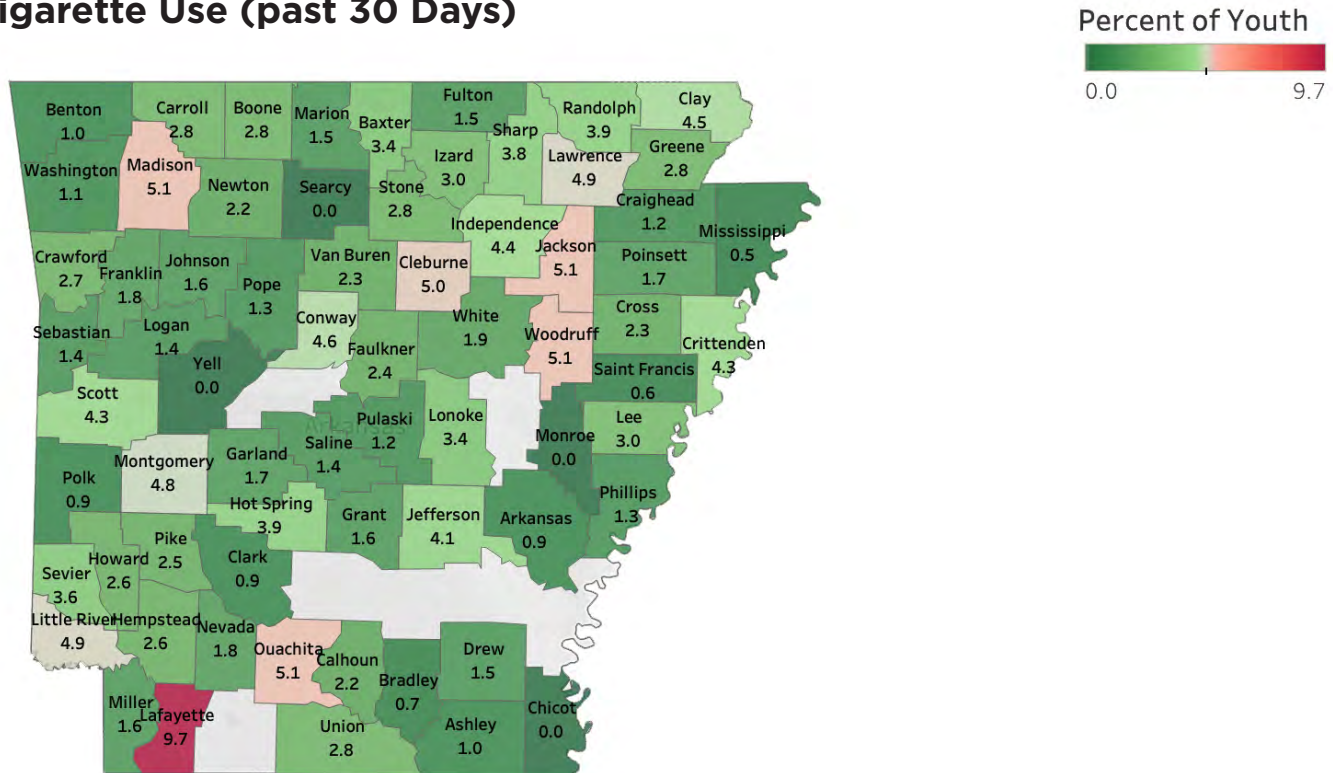 igarette Use (past 30 Days)
Percent of Youth
0.0 9.7
Benton
1.0
Carroll
2.8
Boone
2.8
Marion
1.5
Baxter
3.4
Fulton
1.5
Sharp
3.8
Randolph
3.9
Clay
4.5
Washington
1.1
Madison
5.1
Newton
2.2
Searcy
0.0
Stone
2.8
Izard
3.0
Lawrence
4.9
Greene
2.8
Independence
4.4
Jackson
5.1
Craighead
1.2
Mississippi
0.5
Crawford
2.7
Franklin
1.8
Johnson
1.6
Pope
1.3
Van Buren
2.3
Cleburne
5.0
Poinsett
1.7
Sebastian
1.4
Logan
1.4
Yell
0.0
Conway
4.6
Faulkner
2.4
White
1.9
Woodruff
5.1
Cross
2.3
Crittenden
4.3
Saint Francis
0.6
Scott
4.3
Arkansas
Pulaski
1.2
Saline
1.4
Lonoke
3.4
Monroe
0.0
Lee
3.0
Polk
0.9
Montgomery
4.8
Garland
1.7
Hot Spring
3.9
Grant
1.6
Jefferson
4.1
Arkansas
0.9
Phillips
1.3
Sevier
3.6
Howard
2.6
Pike
2.5
Clark
0.9
Little River
4.9
Hempstead
2.6
Nevada
1.8
Ouachita
5.1
Calhoun
2.2
Bradley
0.7
Drew
1.5
Miller
1.6
Lafayette
9.7
Union
2.8
Ashley
1.0
Chicot
0.0